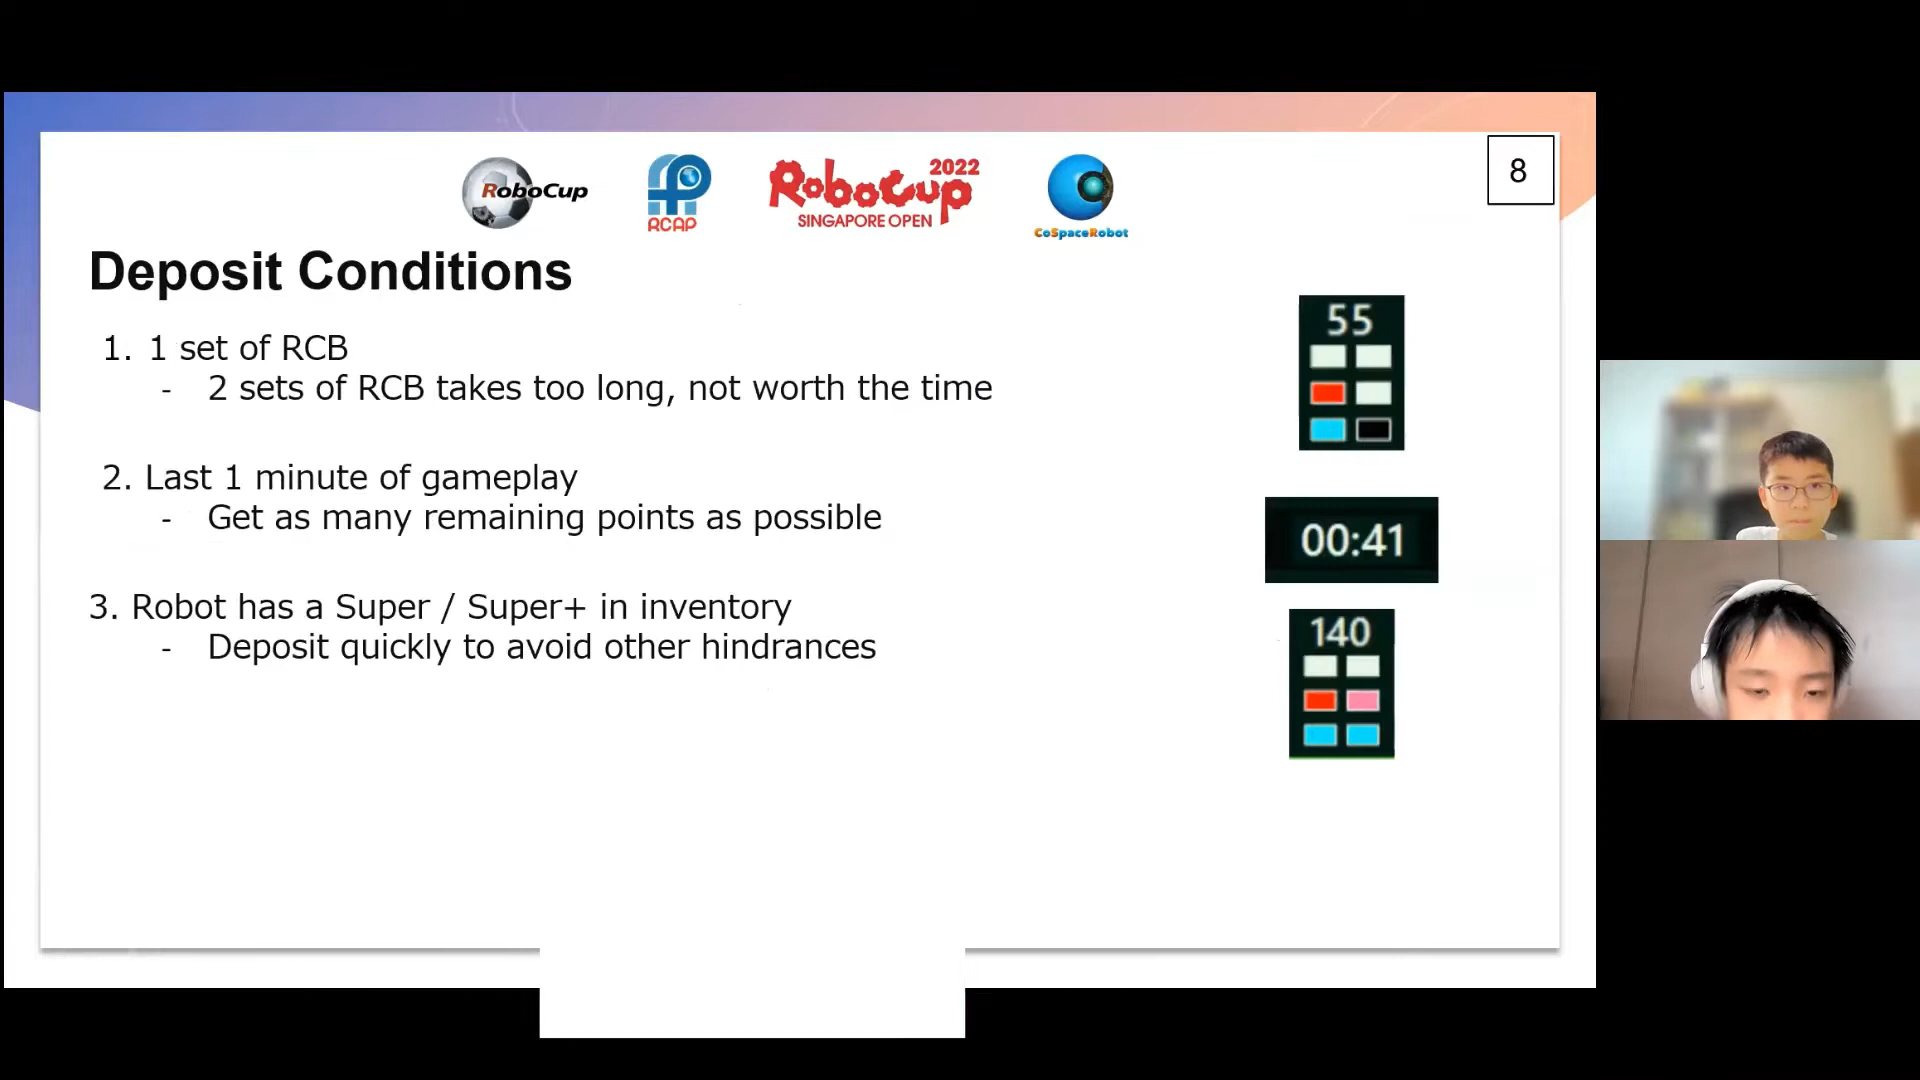 8
RoboCup
RCAP
RoboCup 2022
SINGAPORE OPEN
CoSpaceRobot
Deposit Conditions
1. 1 set of RCB
- 2 sets of RCB takes too long, not worth the time
2. Last 1 minute of gameplay
- Get as many remaining points as possible
3. Robot has a Super / Super+ in inventory
- Deposit quickly to avoid other hindrances
55
00:41
140